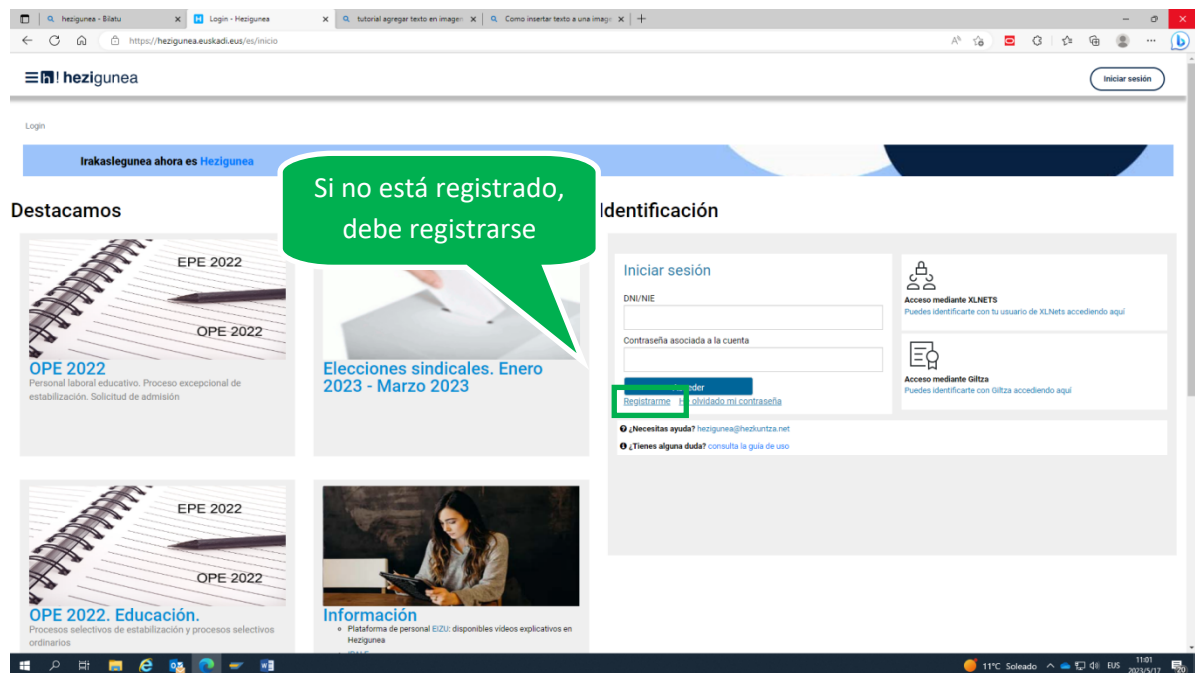 hezigunea - Bilatu
Login - Hezigunea
tutorial agregar texto en imagen
Como insertar texto a una image
https://hezigunea.euskadi.eus/es/inicio
h! hezigunea
Iniciar sesión
Login
Irakaslegunea ahora es Hezigunea
Si no está registrado,
debe registrarse
Destacamos
EPE 2022
OPE 2022
OPE 2022
Personal laboral educativo. Proceso excepcional de
estabilización. Solicitud de admisión
Elecciones sindicales. Enero
2023 - Marzo 2023
EPE 2022
OPE 2022
OPE 2022. Educación.
Procesos selectivos de estabilización y procesos selectivos
ordinarios
Información
Plataforma de personal EIZU: disponibles vídeos explicativos en
Hezigunea
Identificación
Iniciar sesión
DNI/NIE
Contraseña asociada a la cuenta
Registrarme
olvidado mi contraseña
Acceso mediante XLNETS
Puedes identificarte con tu usuario de XLNets accediendo aquí
Acceso mediante Giltza
Puedes identificarte con Giltza accediendo aquí
¿Necesitas ayuda? hezigunea@hezkuntza.net
¿Tienes alguna duda? consulta la guía de uso
11°C Soleado
EUS
11:01
2023/5/17
20